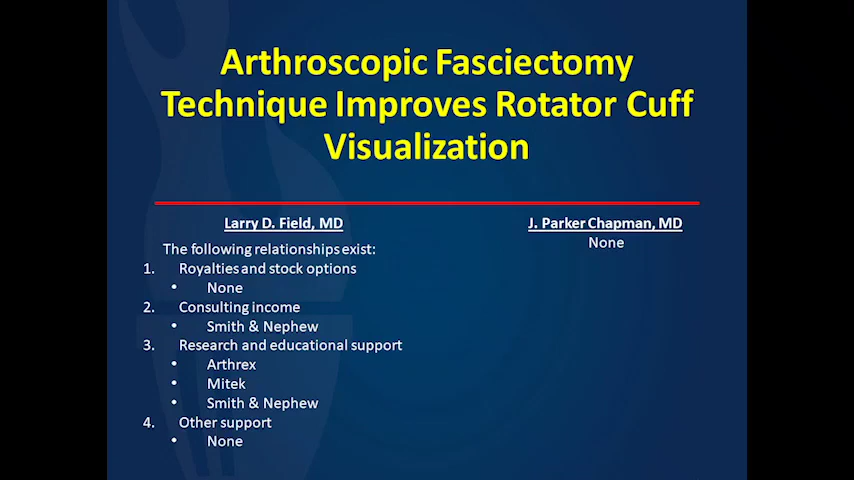 Arthroscopic Fasciectomy
Technique Improves Rotator Cuff
Visualization
Larry D. Field, MD
The following relationships exist:
1. Royalties and stock options
• None
2. Consulting income
• Smith & Nephew
3. Research and educational support
• Arthrex
• Mitek
• Smith & Nephew
4. Other support
• None
J. Parker Chapman, MD
None